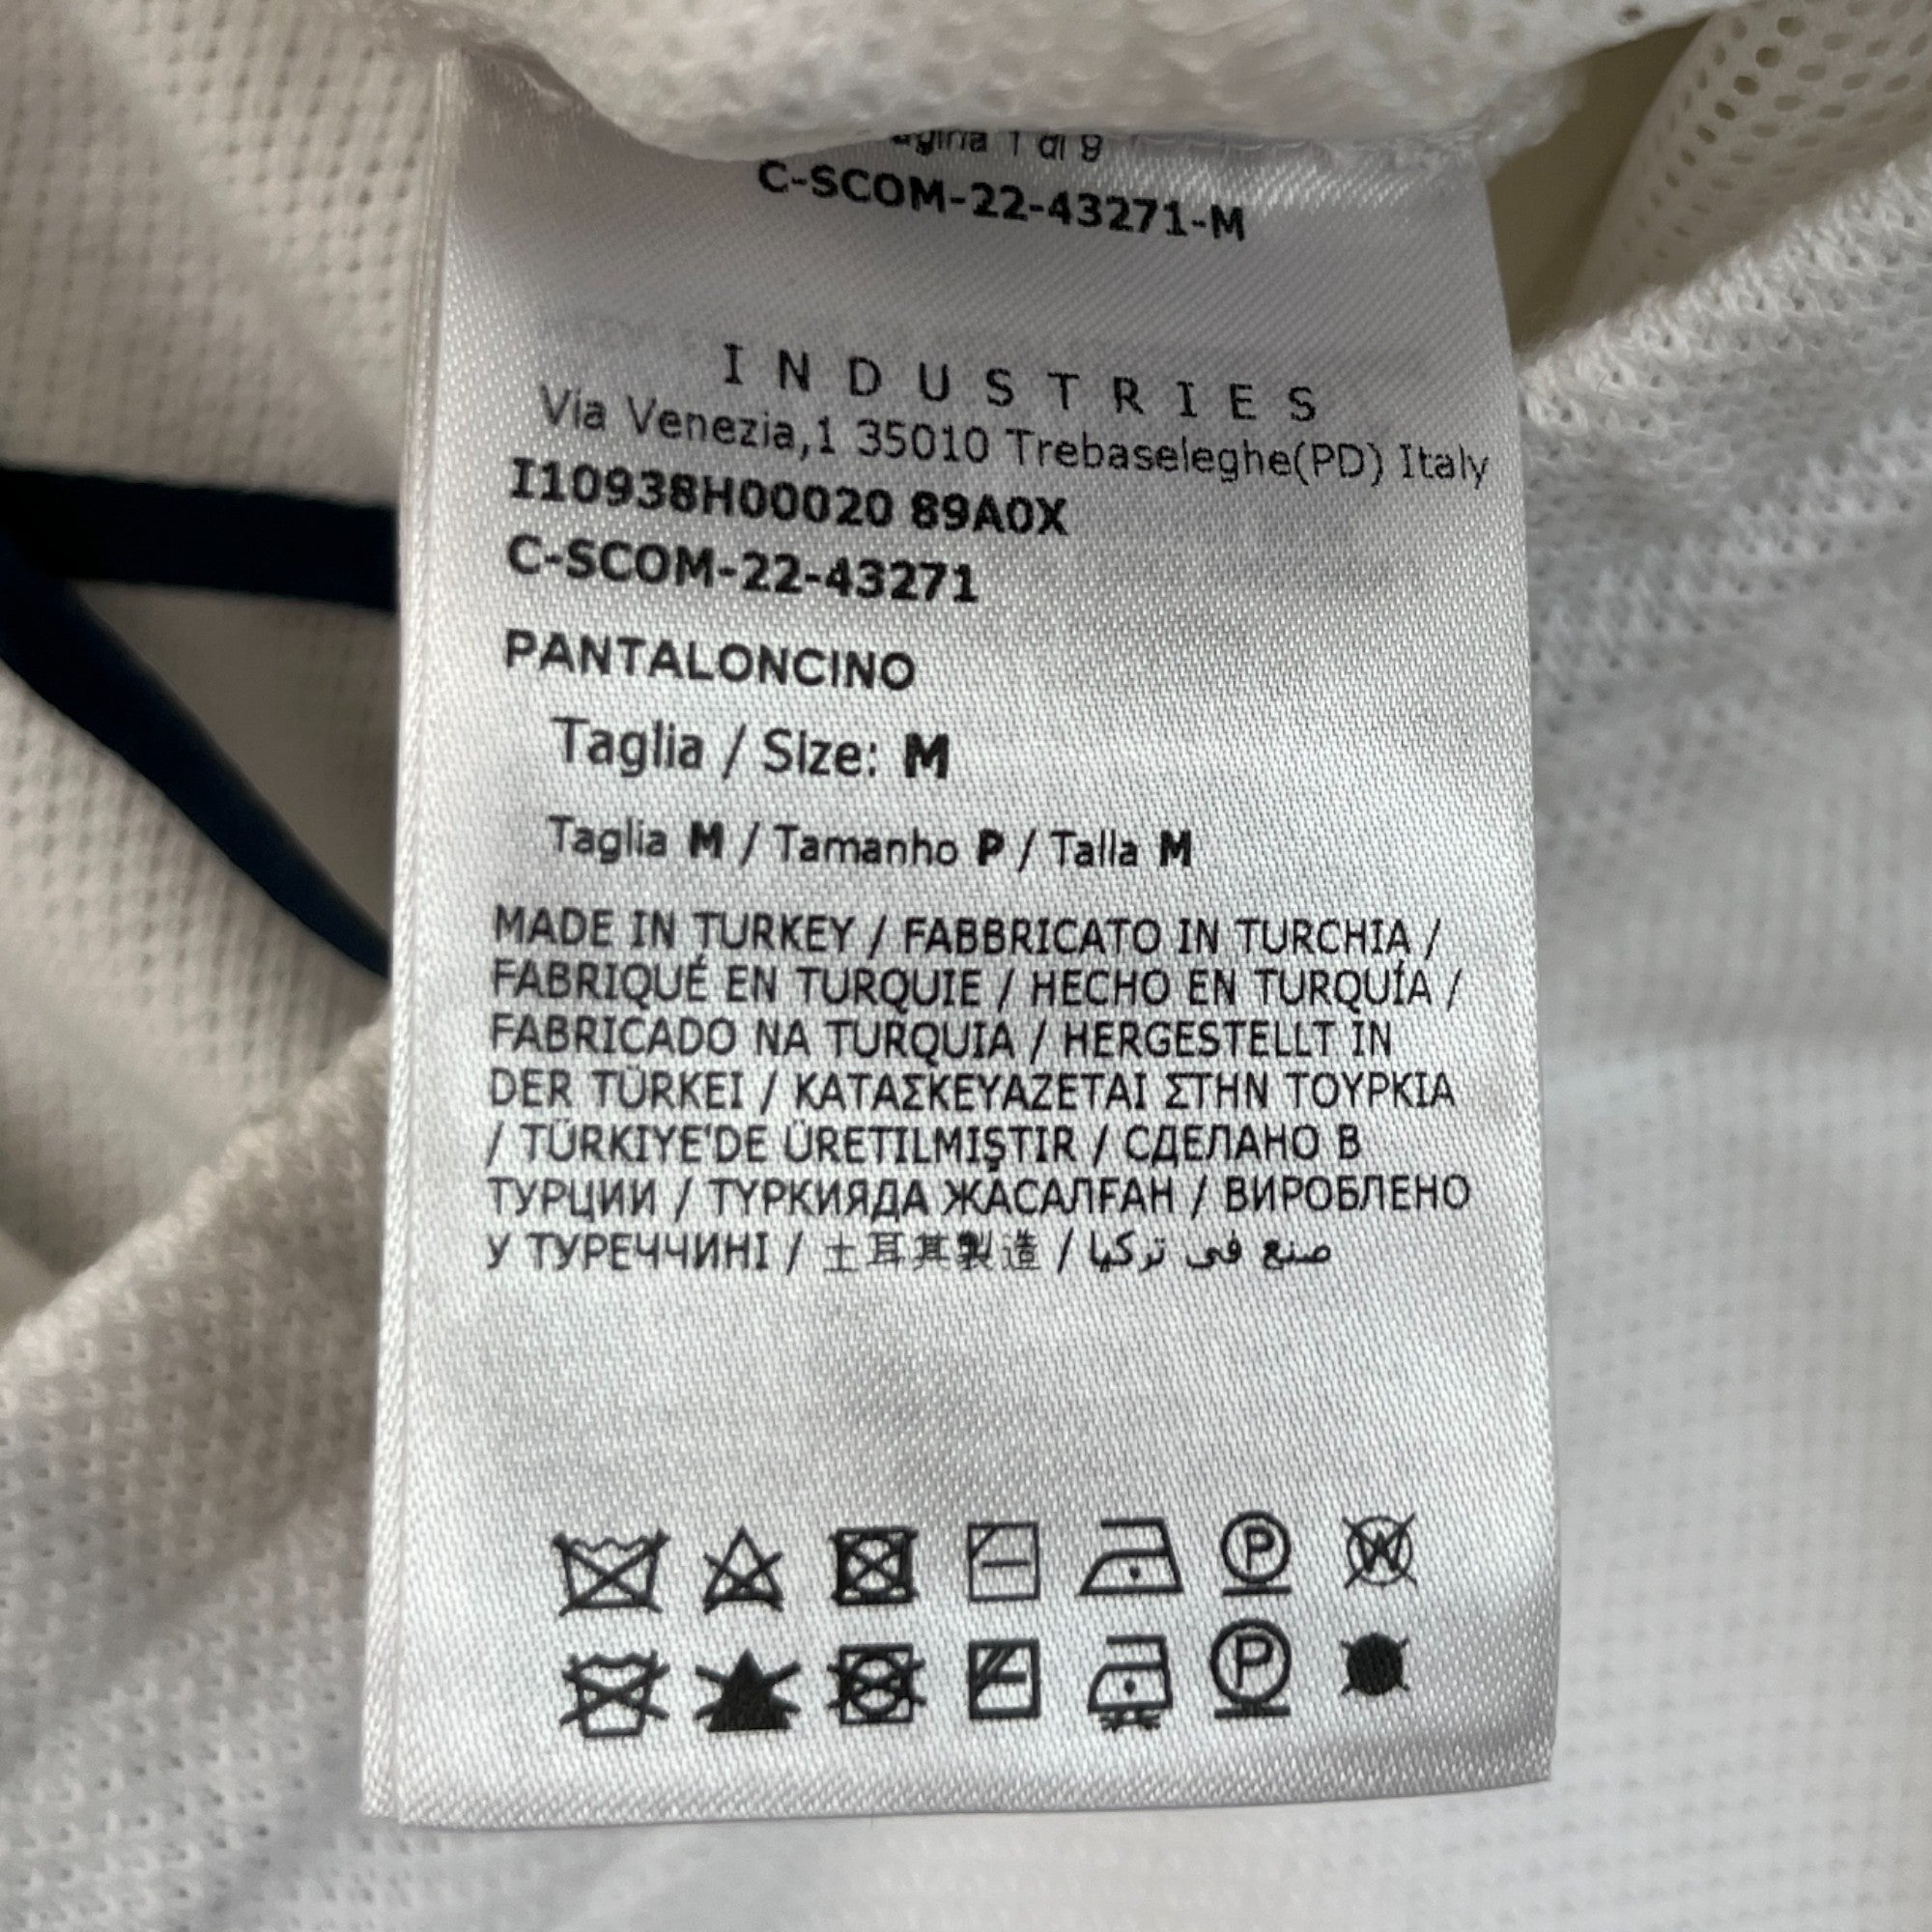 1 di 9
C-SCOM-22-43271-M
INDUSTRIES
Via Venezia,1 35010 Trebaseleghe(PD) Italy
I10938H00020 89A0X
C-SCOM-22-43271
PANTALONCINO
Taglia / Size: M
Taglia M / Tamanho P / Talla M
MADE IN TURKEY / FABBRICATO IN TURCHIA /
FABRIQUÉ EN TURQUIE / HECHO EN TURQUÍA /
FABRICADO NA TURQUIA / HERGESTELLT IN
DER TÜRKEI / ΚΑΤΑΣΚΕΥΑΖΕΤΑΙ ΣΤΗΝ ΤΟΥΡΚΙΑ
/ TÜRKIYE'DE ÜRETILMIŞTIR / СДЕЛАНО В
ТУРЦИИ / ТҮРКИЯДА ЖАСАЛҒАН / ВИРОБЛЕНО
У ТУРЕЧЧИНІ / 土耳其製造 / صنع في تركيا
P W
P